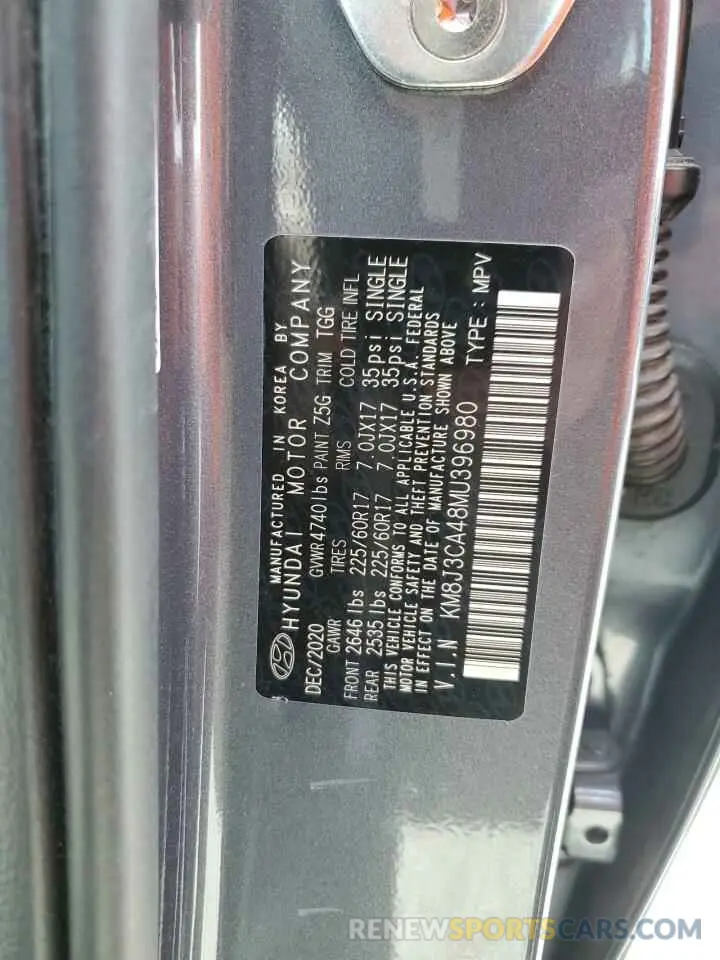 MANUFACTURED IN KOREA BY
HYUNDAI MOTOR COMPANY
DEC/2020 GVWR 4740 lbs PAINT Z5G TRIM TGG
GAWR TIRES RIMS COLD TIRE INFL
FRONT 2646 lbs 225/60R17 7.0JX17 35psi SINGLE
REAR 2535 lbs 225/60R17 7.0JX17 35psi SINGLE
THIS VEHICLE CONFORMS TO ALL APPLICABLE U.S.A. FEDERAL
MOTOR VEHICLE SAFETY AND THEFT PREVENTION STANDARDS
IN EFFECT ON THE DATE OF MANUFACTURE SHOWN ABOVE
V.I.N KM8J3CA48MU396980 TYPE : MPV
RENEWSPORTSCARS.COM